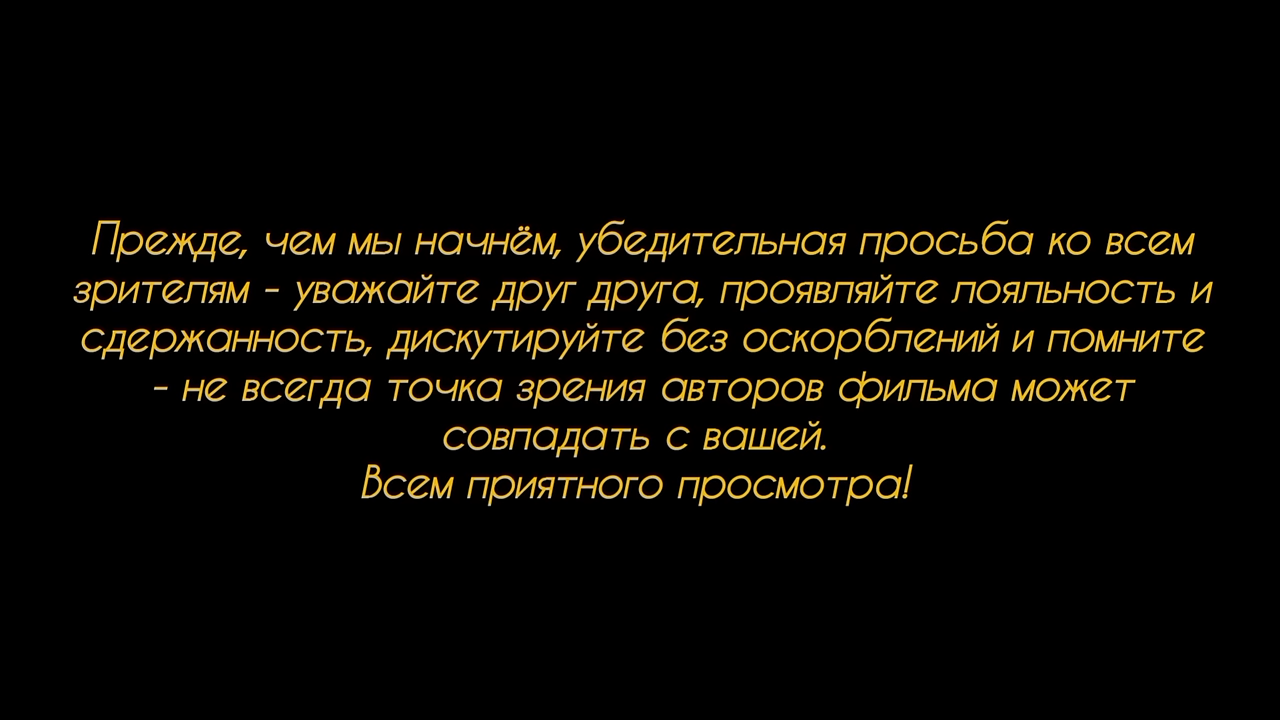 Прежде, чем мы начнём, убедительная просьба ко всем
зрителям - уважайте друг друга, проявляйте лояльность и
сдержанность, дискутируйте без оскорблений и помните
- не всегда точка зрения авторов фильма может
совпадать с вашей.
Всем приятного просмотра!